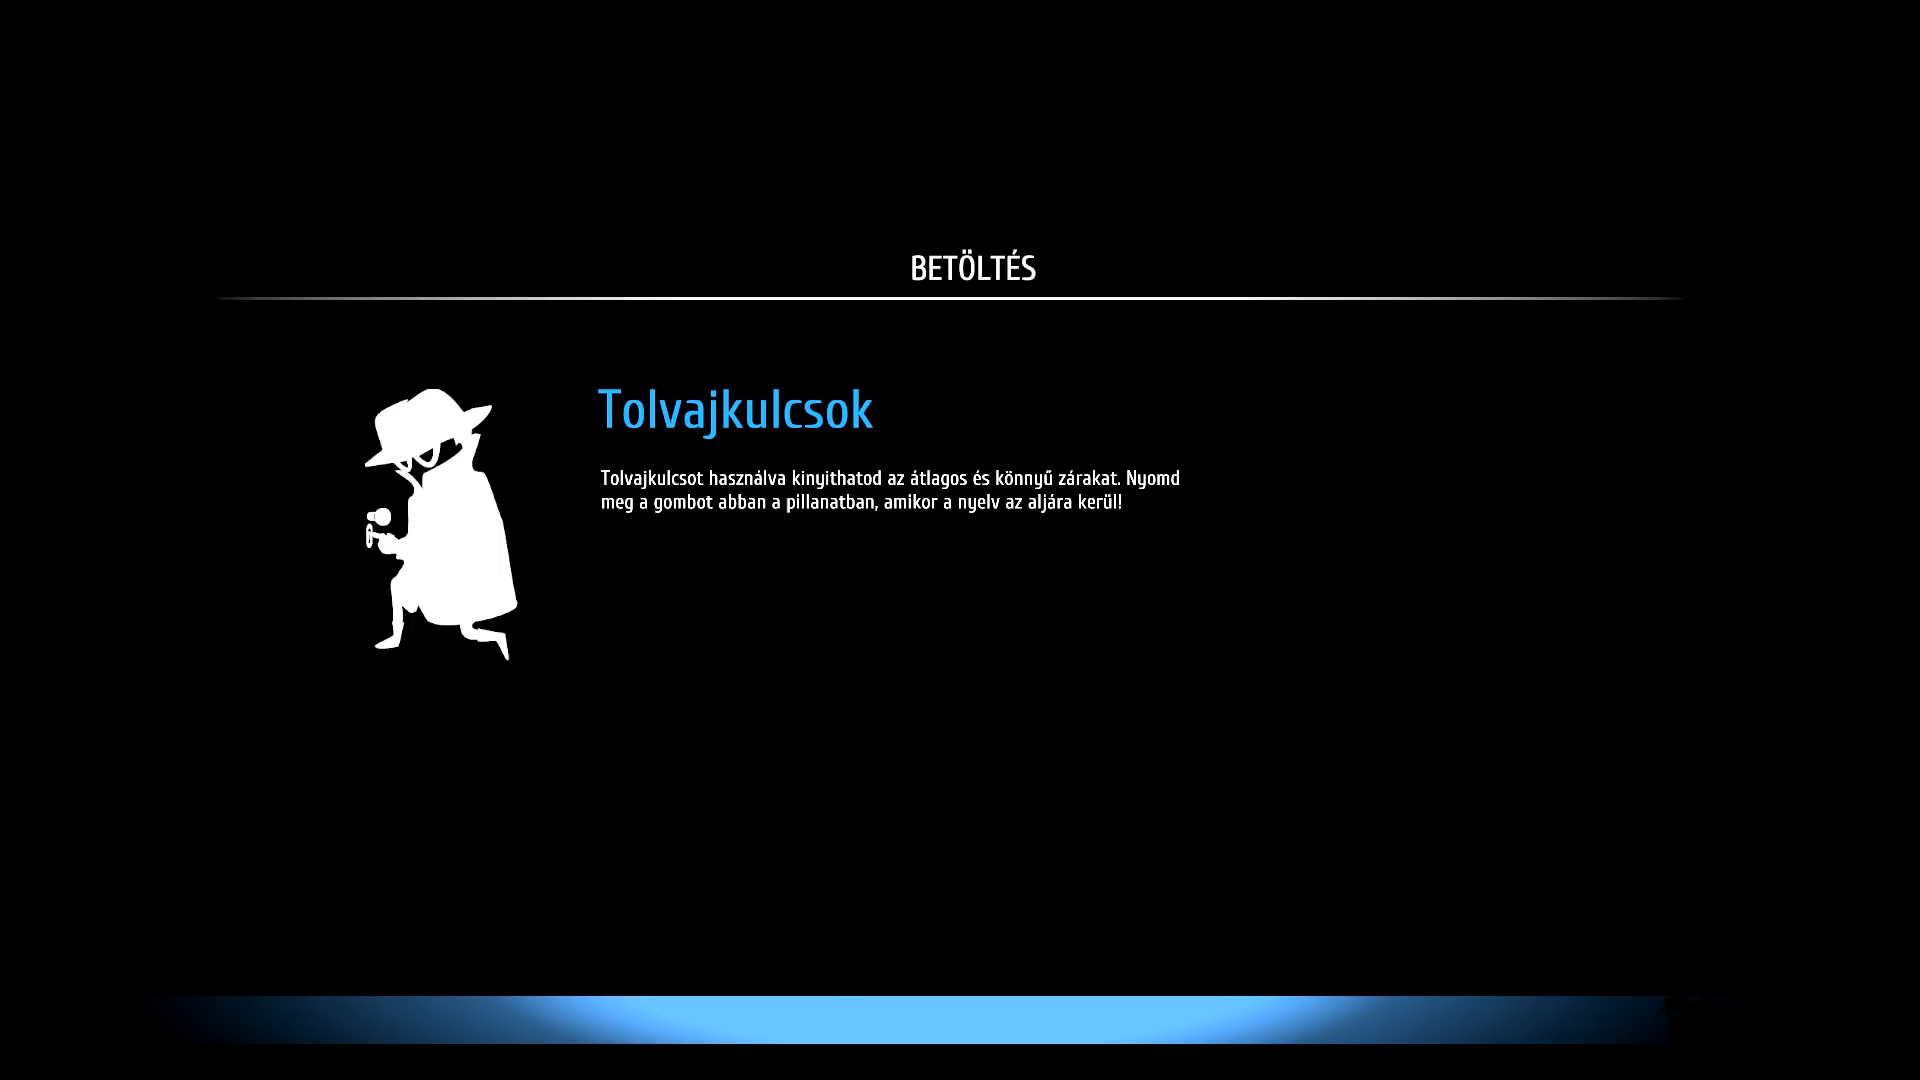 BETÖLTÉS
Tolvajkulcsok
Tolvajkulcsot használva kinyithatod az átlagos és könnyű zárakat. Nyomd
meg a gombot abban a pillanatban, amikor a nyelv az aljára kerül!